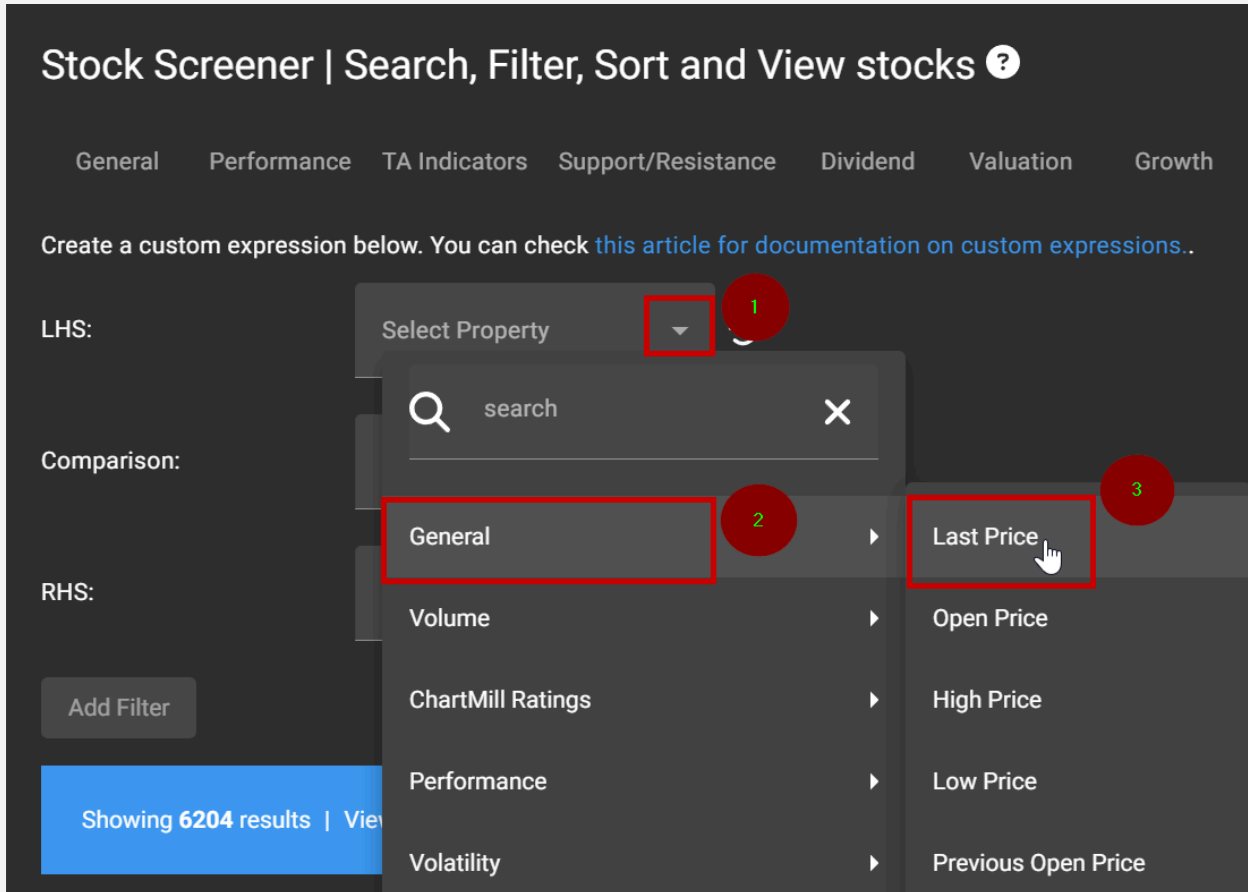 Stock Screener | Search, Filter, Sort and View stocks ?
General Performance TA Indicators Support/Resistance Dividend Valuation Growth
Create a custom expression below. You can check this article for documentation on custom expressions..
LHS:
Select Property
1
search
Comparison:
3
General
2
Last Price
RHS:
Volume
Open Price
Add Filter
ChartMill Ratings
High Price
Performance
Low Price
Showing 6204 results |
Volatility
Previous Open Price